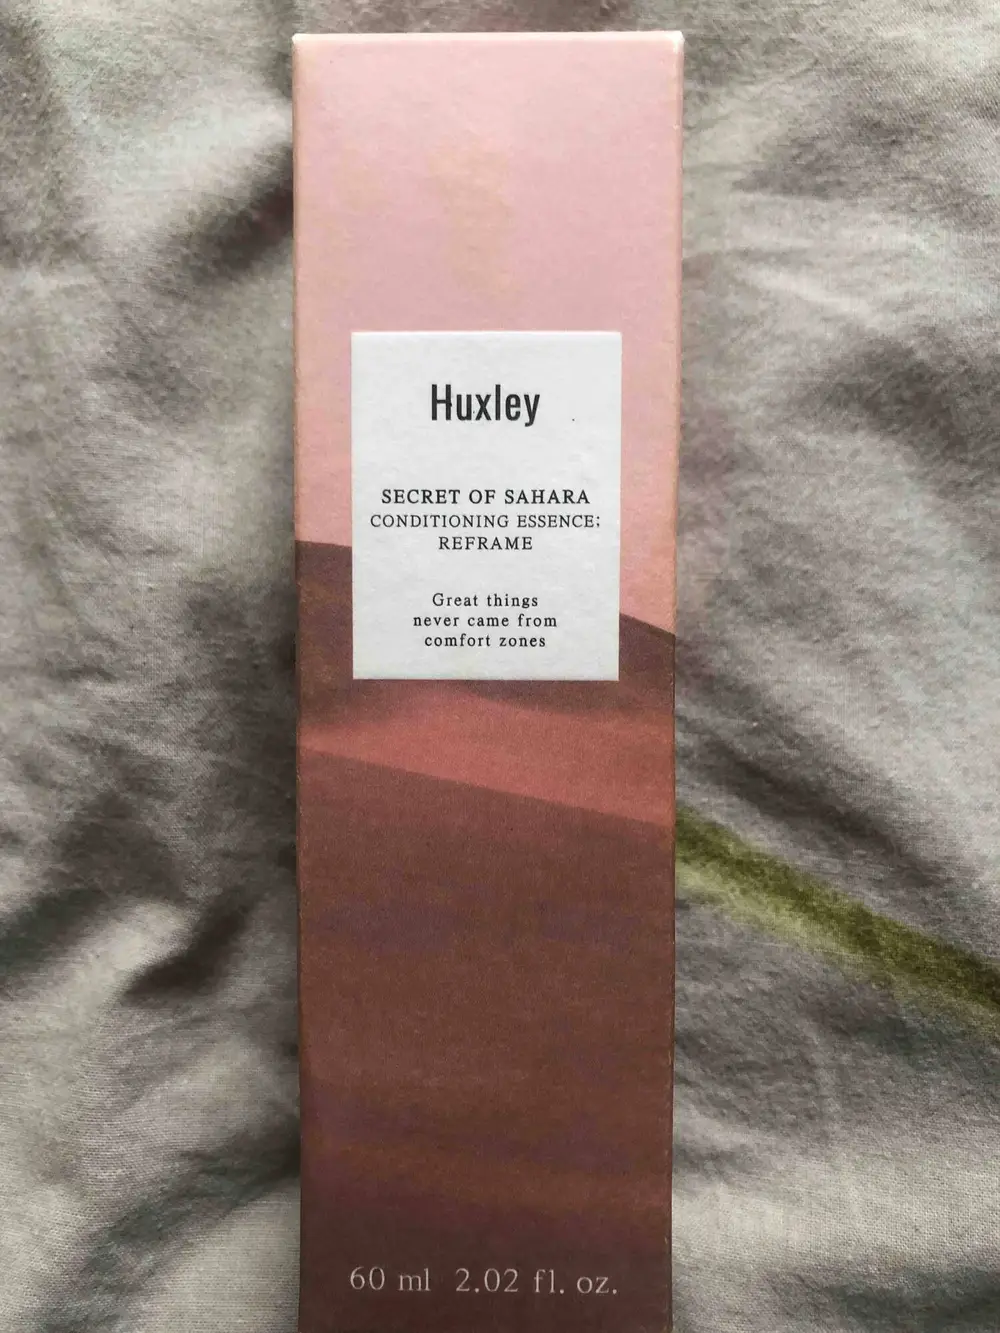 Huxley
SECRET OF SAHARA
CONDITIONING ESSENCE;
REFRAME
Great things
never came from
comfort zones
60 ml 2.02 fl. oz.